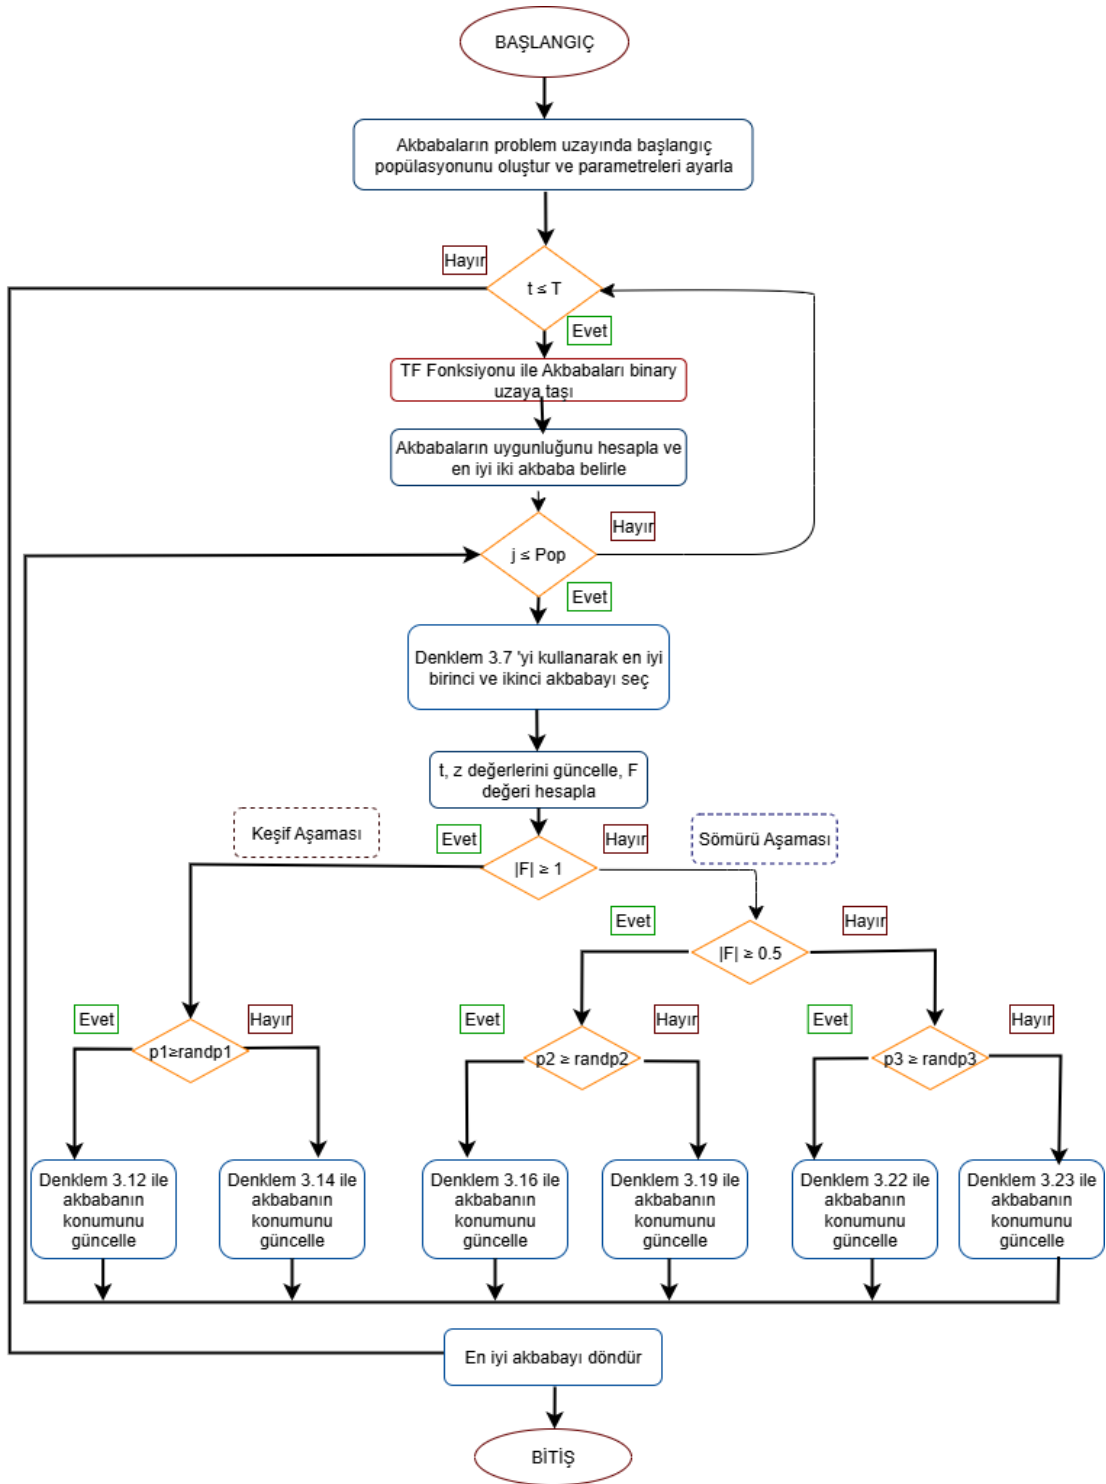 BAŞLANGIÇ
Akbabaların problem uzayında başlangıç
popülasyonunu oluştur ve parametreleri ayarla
Hayır
t ≤ T
Evet
TF Fonksiyonu ile Akbabaları binary
uzaya taşı
Akbabaların uygunluğunu hesapla ve
en iyi iki akbaba belirle
Hayır
j ≤ Pop
Evet
Denklem 3.7 'yi kullanarak en iyi
birinci ve ikinci akbabayı seç
t, z değerlerini güncelle, F
değeri hesapla
Keşif Aşaması
Evet
Hayır
Sömürü Aşaması
|F| ≥ 1
Evet
Hayır
|F| ≥ 0.5
Evet
Hayır
Evet
Hayır
Evet
Hayır
p1≥randp1
p2 ≥ randp2
p3 ≥ randp3
Denklem 3.12 ile
akbabanın
konumunu
güncelle
Denklem 3.14 ile
akbabanın
konumunu
güncelle
Denklem 3.16 ile
akbabanın
konumunu
güncelle
Denklem 3.19 ile
akbabanın
konumunu
güncelle
Denklem 3.22 ile
akbabanın
konumunu
güncelle
Denklem 3.23 ile
akbabanın
konumunu
güncelle
En iyi akbabayı döndür
BİTİŞ